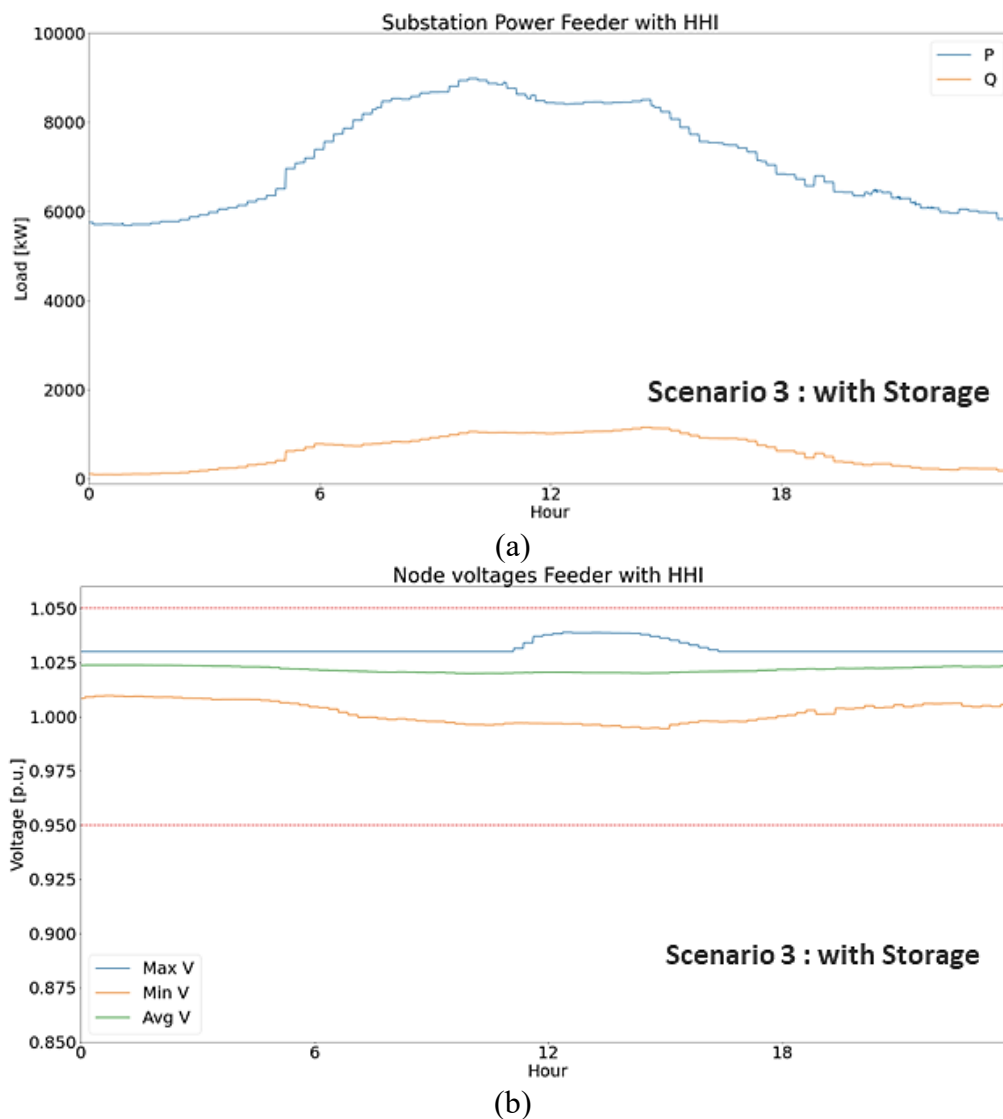 Substation Power Feeder with HHI
10000
8000
6000
4000
2000
0
Load [kW]
P
Q
Scenario 3 : with Storage
0 6 12 18
Hour
(a)
Node voltages Feeder with HHI
1.050
1.025
1.000
0.975
0.950
0.925
0.900
0.875
0.850
Voltage [p.u.]
Scenario 3 : with Storage
Max V
Min V
Avg V
0 6 12 18
Hour
(b)